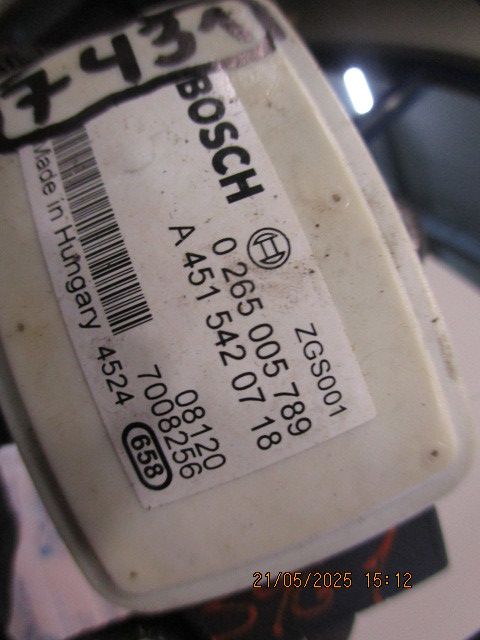 7431
BOSCH
Made in Hungary
0 265 005 789
A 451 542 07 18
ZGS001
08120
7008256
4524
658
21/05/2025 15:12